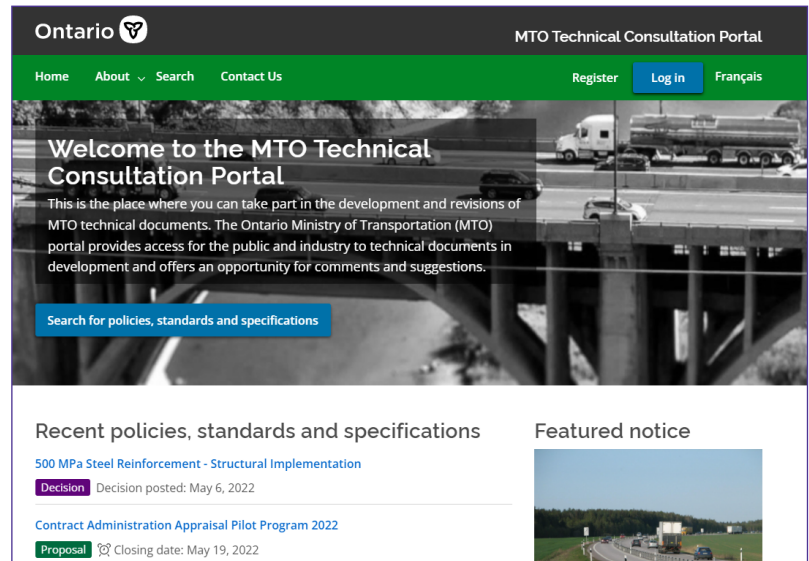 Ontario
MTO Technical Consultation Portal
Home About Search Contact Us
Register Log in Français
Welcome to the MTO Technical
Consultation Portal
This is the place where you can take part in the development and revisions of
MTO technical documents. The Ontario Ministry of Transportation (MTO)
portal provides access for the public and industry to technical documents in
development and offers an opportunity for comments and suggestions.
Search for policies, standards and specifications
Recent policies, standards and specifications
500 MPa Steel Reinforcement - Structural Implementation
Decision Decision posted: May 6, 2022
Contract Administration Appraisal Pilot Program 2022
Proposal Closing date: May 19, 2022
Featured notice